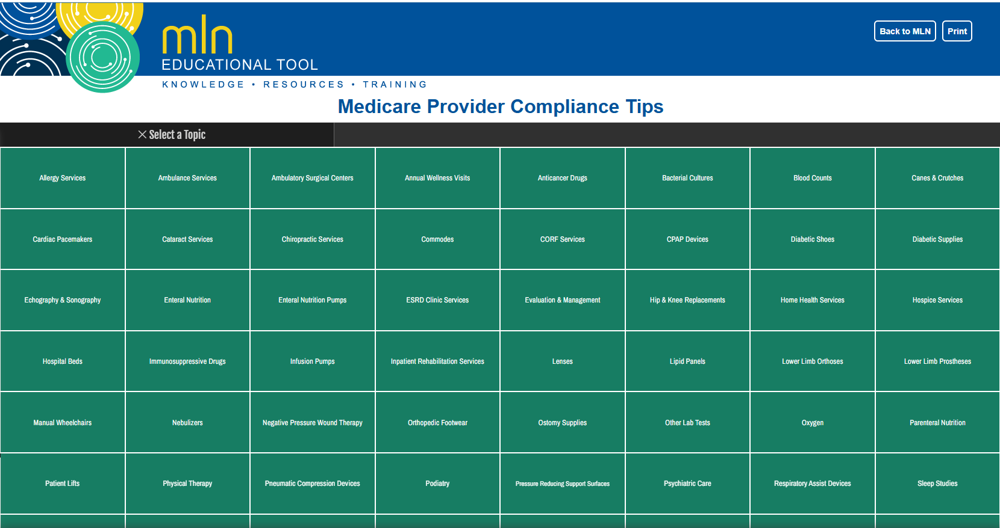 mln
EDUCATIONAL TOOL
KNOWLEDGE • RESOURCES • TRAINING
Back to MLN
Print
Medicare Provider Compliance Tips
Select a Topic
Allergy Services
Ambulance Services
Ambulatory Surgical Centers
Annual Wellness Visits
Anticancer Drugs
Bacterial Cultures
Blood Counts
Canes & Crutches
Cardiac Pacemakers
Cataract Services
Chiropractic Services
Commodes
CORF Services
CPAP Devices
Diabetic Shoes
Diabetic Supplies
Echography & Sonography
Enteral Nutrition
Enteral Nutrition Pumps
ESRD Clinic Services
Evaluation & Management
Hip & Knee Replacements
Home Health Services
Hospice Services
Hospital Beds
Immunosuppressive Drugs
Infusion Pumps
Inpatient Rehabilitation Services
Lenses
Lipid Panels
Lower Limb Orthoses
Lower Limb Prostheses
Manual Wheelchairs
Nebulizers
Negative Pressure Wound Therapy
Orthopedic Footwear
Ostomy Supplies
Other Lab Tests
Oxygen
Parenteral Nutrition
Patient Lifts
Physical Therapy
Pneumatic Compression Devices
Podiatry
Pressure Reducing Support Surfaces
Psychiatric Care
Respiratory Assist Devices
Sleep Studies